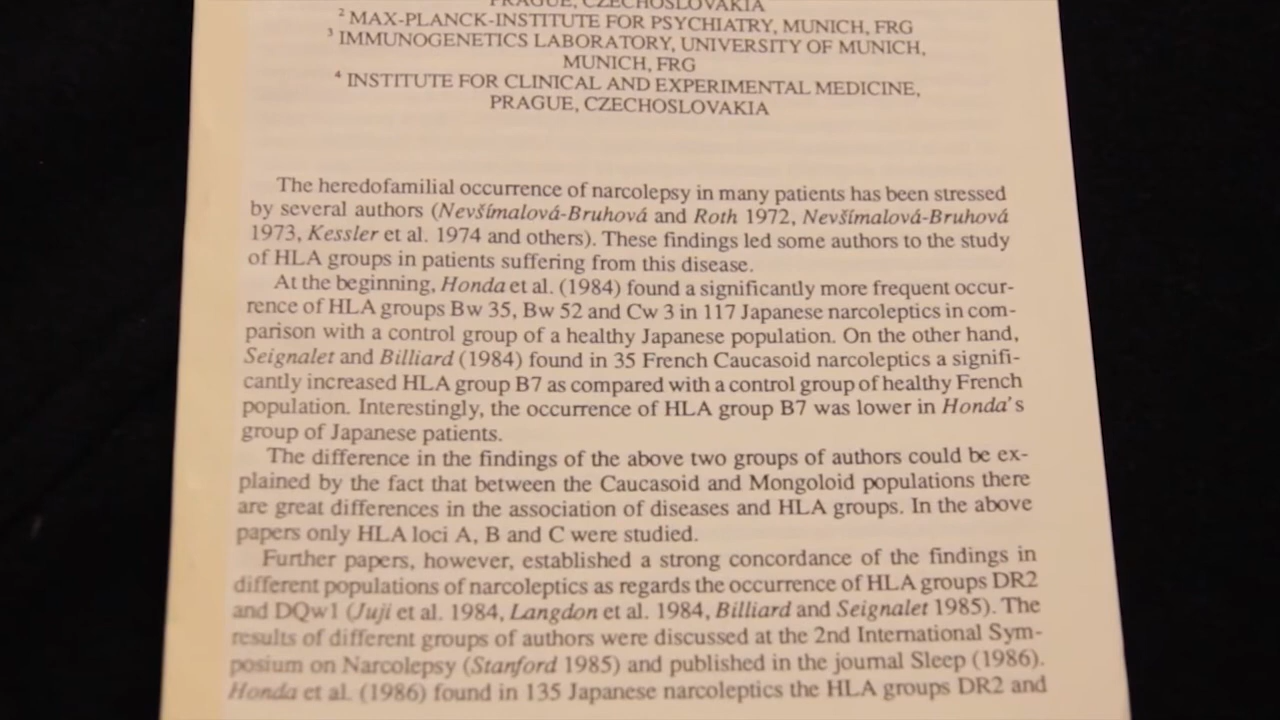 PRAGUE, CZECHOSLOVAKIA
² MAX-PLANCK-INSTITUTE FOR PSYCHIATRY, MUNICH, FRG
³ IMMUNOGENETICS LABORATORY, UNIVERSITY OF MUNICH,
MUNICH, FRG
⁴ INSTITUTE FOR CLINICAL AND EXPERIMENTAL MEDICINE,
PRAGUE, CZECHOSLOVAKIA
The heredofamilial occurrence of narcolepsy in many patients has been stressed
by several authors (Nevšímalová-Bruhová and Roth 1972, Nevšímalová-Bruhová
1973, Kessler et al. 1974 and others). These findings led some authors to the study
of HLA groups in patients suffering from this disease.
At the beginning, Honda et al. (1984) found a significantly more frequent occur-
rence of HLA groups Bw 35, Bw 52 and Cw 3 in 117 Japanese narcoleptics in com-
parison with a control group of a healthy Japanese population. On the other hand,
Seignalet and Billiard (1984) found in 35 French Caucasoid narcoleptics a signifi-
cantly increased HLA group B7 as compared with a control group of healthy French
population. Interestingly, the occurrence of HLA group B7 was lower in Honda's
group of Japanese patients.
The difference in the findings of the above two groups of authors could be ex-
plained by the fact that between the Caucasoid and Mongoloid populations there
are great differences in the association of diseases and HLA groups. In the above
papers only HLA loci A, B and C were studied.
Further papers, however, established a strong concordance of the findings in
different populations of narcoleptics as regards the occurrence of HLA groups DR2
and DQw1 (Juji et al. 1984, Langdon et al. 1984, Billiard and Seignalet 1985). The
results of different groups of authors were discussed at the 2nd International Sym-
posium on Narcolepsy (Stanford 1985) and published in the journal Sleep (1986).
Honda et al. (1986) found in 135 Japanese narcoleptics the HLA groups DR2 and